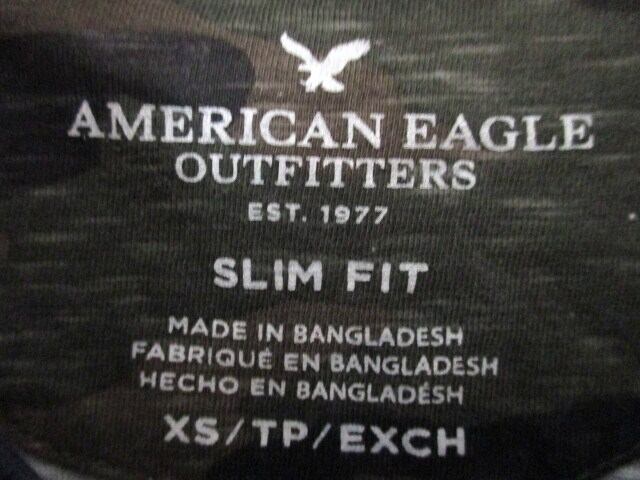 AMERICAN EAGLE
OUTFITTERS
EST. 1977
SLIM FIT
MADE IN BANGLADESH
FABRIQUÉ EN BANGLADESH
HECHO EN BANGLADÉSH
XS/TP/EXCH